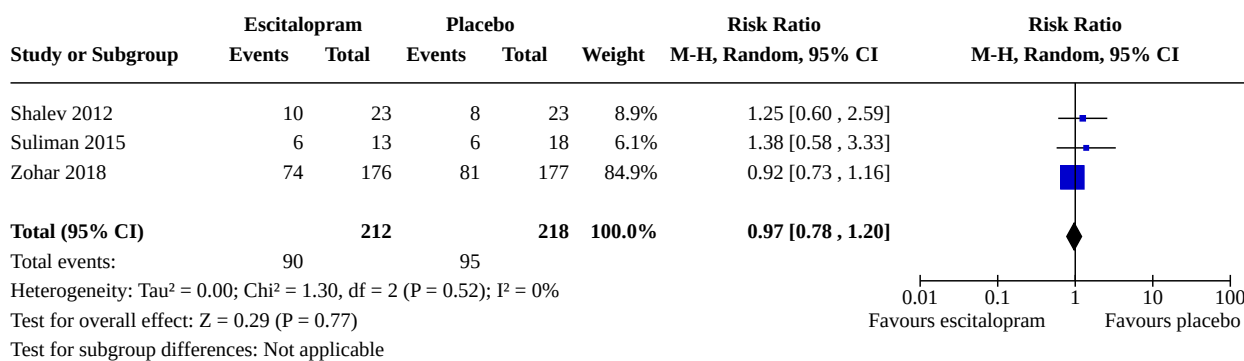 Escitalopram Placebo Risk Ratio Risk Ratio
Study or Subgroup Events Total Events Total Weight M-H, Random, 95% CI M-H, Random, 95% CI
Shalev 2012 10 23 8 23 8.9% 1.25 [0.60 , 2.59]
Suliman 2015 6 13 6 18 6.1% 1.38 [0.58 , 3.33]
Zohar 2018 74 176 81 177 84.9% 0.92 [0.73 , 1.16]
Total (95% CI) 212 218 100.0% 0.97 [0.78 , 1.20]
Total events: 90 95
Heterogeneity: Tau² = 0.00; Chi² = 1.30, df = 2 (P = 0.52); I² = 0%
0.01 0.1 1 10 100
Test for overall effect: Z = 0.29 (P = 0.77) Favours escitalopram Favours placebo
Test for subgroup differences: Not applicable